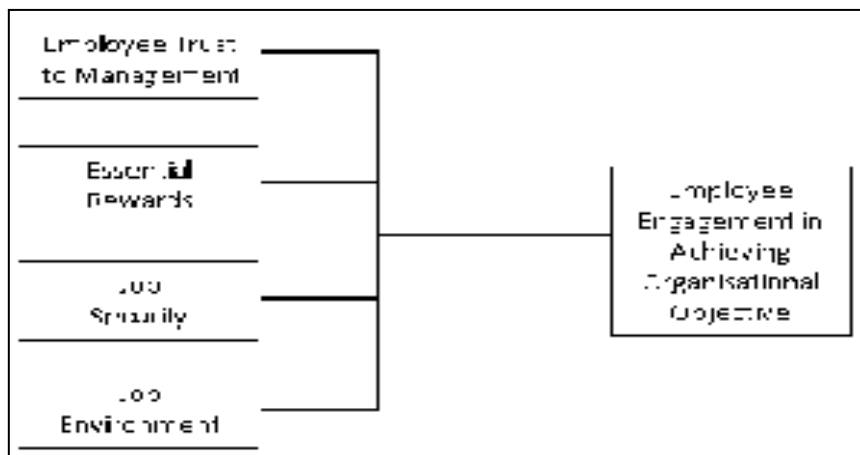 Employee Trust
to Management
Essential
Rewards
Job
Security
Job
Environment
Employee
Engagement in
Achieving
Organisational
Objective